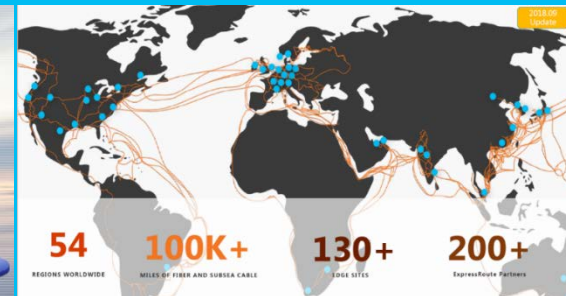 2018.09
Update
54
REGIONS WORLDWIDE
100K+
MILES OF FIBER AND SUBSEA CABLE
130+
EDGE SITES
200+
ExpressRoute Partners